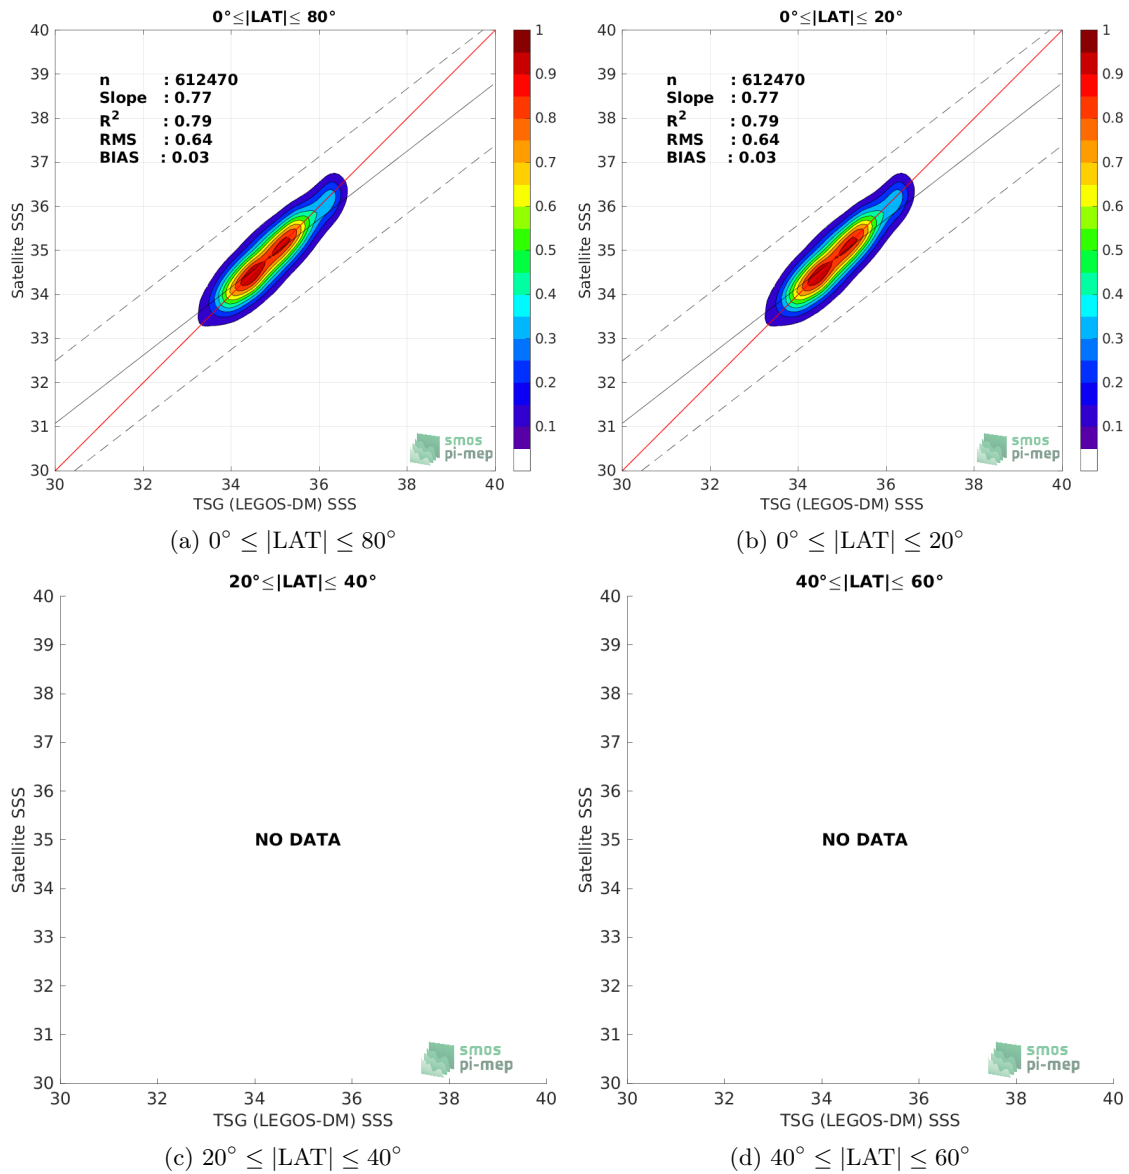 0°≤|LAT|≤ 80°
40
39
38
37
36
35
34
33
32
31
30
Satellite SSS
n : 612470
Slope : 0.77
R² : 0.79
RMS : 0.64
BIAS : 0.03
smos
pi-mep
30 32 34 36 38 40
TSG (LEGOS-DM) SSS
1
0.9
0.8
0.7
0.6
0.5
0.4
0.3
0.2
0.1
(a) 0° ≤ |LAT| ≤ 80°
0°≤|LAT|≤ 20°
40
39
38
37
36
35
34
33
32
31
30
Satellite SSS
n : 612470
Slope : 0.77
R² : 0.79
RMS : 0.64
BIAS : 0.03
smos
pi-mep
30 32 34 36 38 40
TSG (LEGOS-DM) SSS
1
0.9
0.8
0.7
0.6
0.5
0.4
0.3
0.2
0.1
(b) 0° ≤ |LAT| ≤ 20°
20°≤|LAT|≤ 40°
40
39
38
37
36
35
34
33
32
31
30
Satellite SSS
NO DATA
smos
pi-mep
30 32 34 36 38 40
TSG (LEGOS-DM) SSS
(c) 20° ≤ |LAT| ≤ 40°
40°≤|LAT|≤ 60°
40
39
38
37
36
35
34
33
32
31
30
Satellite SSS
NO DATA
smos
pi-mep
30 32 34 36 38 40
TSG (LEGOS-DM) SSS
(d) 40° ≤ |LAT| ≤ 60°